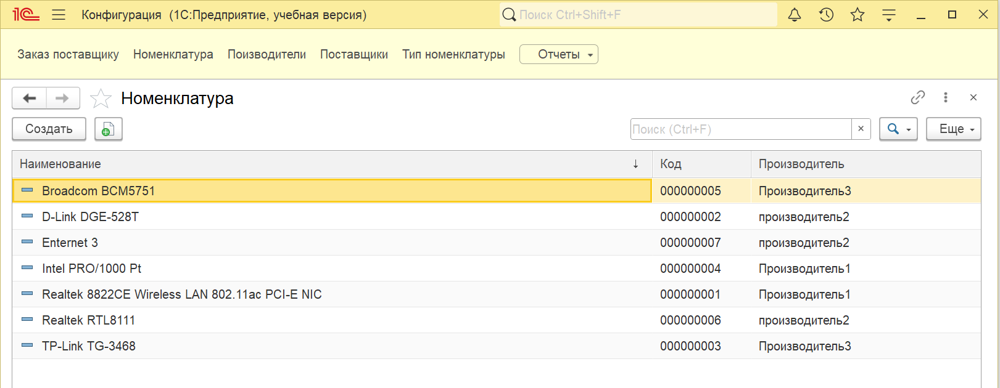 1С Конфигурация (1С:Предприятие, учебная версия) Поиск Ctrl+Shift+F
Заказ поставщику Номенклатура Поизводители Поставщики Тип номенклатуры Отчеты
Номенклатура
Создать Поиск (Ctrl+F) × Еще
Наименование ↓ Код Производитель
Broadcom BCM5751 000000005 Производитель3
D-Link DGE-528T 000000002 производитель2
Enternet 3 000000007 производитель2
Intel PRO/1000 Pt 000000004 Производитель1
Realtek 8822CE Wireless LAN 802.11ac PCI-E NIC 000000001 Производитель1
Realtek RTL8111 000000006 производитель2
TP-Link TG-3468 000000003 Производитель3